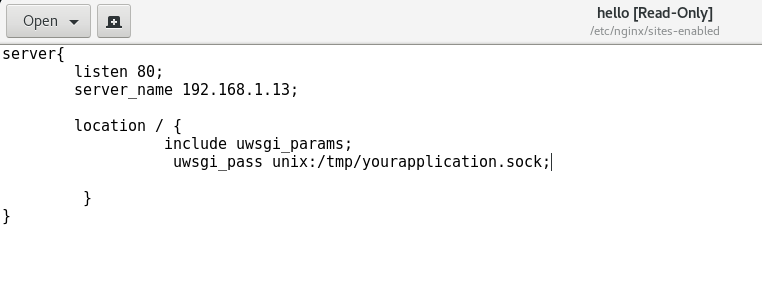 Open
hello [Read-Only]
/etc/nginx/sites-enabled
server{
        listen 80;
        server_name 192.168.1.13;

        location / {
                  include uwsgi_params;
                   uwsgi_pass unix:/tmp/yourapplication.sock;

         }
}